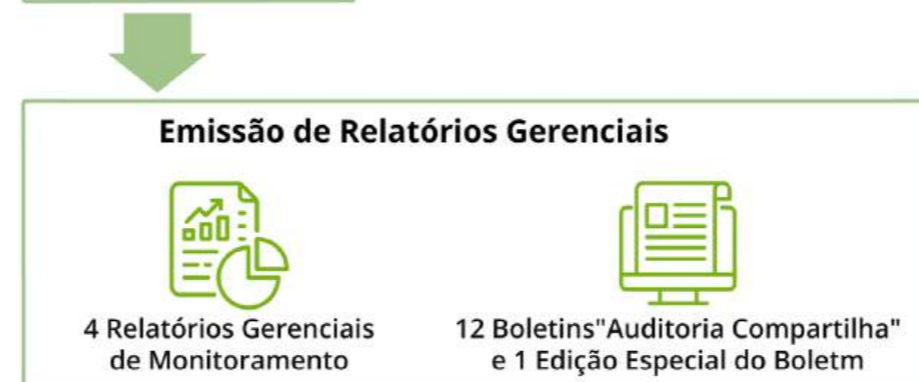 Emissão de Relatórios Gerenciais
4 Relatórios Gerenciais
de Monitoramento
12 Boletins"Auditoria Compartilha"
e 1 Edição Especial do Boletm